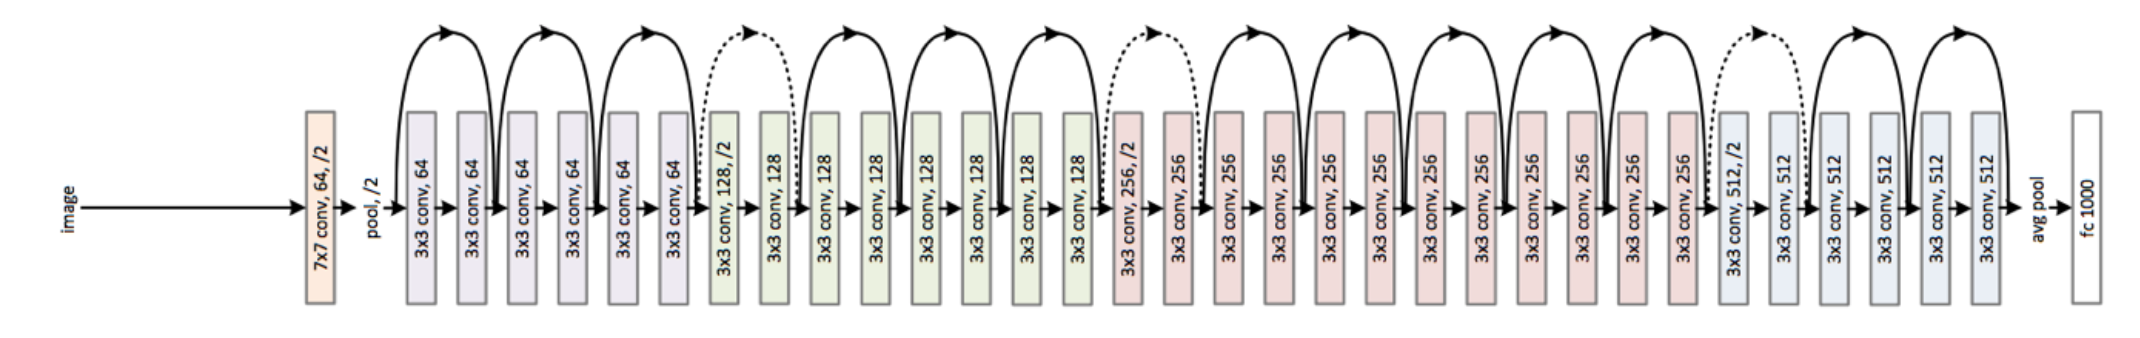 image
7x7 conv, 64, /2
pool, /2
3x3 conv, 64
3x3 conv, 64
3x3 conv, 64
3x3 conv, 64
3x3 conv, 64
3x3 conv, 64
3x3 conv, 128, /2
3x3 conv, 128
3x3 conv, 128
3x3 conv, 128
3x3 conv, 128
3x3 conv, 128
3x3 conv, 128
3x3 conv, 128
3x3 conv, 256, /2
3x3 conv, 256
3x3 conv, 256
3x3 conv, 256
3x3 conv, 256
3x3 conv, 256
3x3 conv, 256
3x3 conv, 256
3x3 conv, 256
3x3 conv, 256
3x3 conv, 256
3x3 conv, 256
3x3 conv, 512, /2
3x3 conv, 512
3x3 conv, 512
3x3 conv, 512
3x3 conv, 512
3x3 conv, 512
avg pool
fc 1000